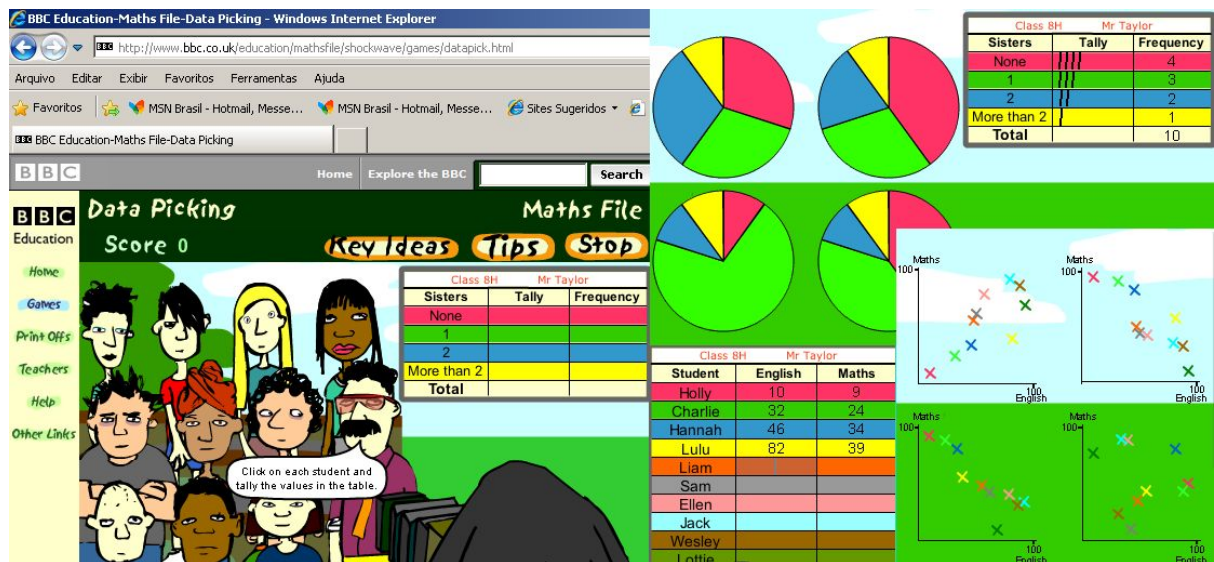 BBC Education-Maths File-Data Picking - Windows Internet Explorer
http://www.bbc.co.uk/education/mathsfile/shockwave/games/datapick.html
Arquivo Editar Exibir Favoritos Ferramentas Ajuda
Favoritos MSN Brasil - Hotmail, Messe... MSN Brasil - Hotmail, Messe... Sites Sugeridos
BBC Education-Maths File-Data Picking
BBC Home Explore the BBC Search
BBC
Education
Home
Games
Print Offs
Teachers
Help
Other Links
Data Picking Maths File
Score 0 Key Ideas Tips Stop
Class 8H Mr Taylor
Sisters Tally Frequency
None
1
2
More than 2
Total
Click on each student and
tally the values in the table.
Class 8H Mr Taylor
Sisters Tally Frequency
None 4
1 3
2 2
More than 2 1
Total 10
Class 8H Mr Taylor
Student English Maths
Holly 10 9
Charlie 32 24
Hannah 46 34
Lulu 82 39
Liam
Sam
Ellen
Jack
Wesley
Lottie
Maths
100
100
English
Maths
100
100
English
Maths
100
100
English
Maths
100
100
English